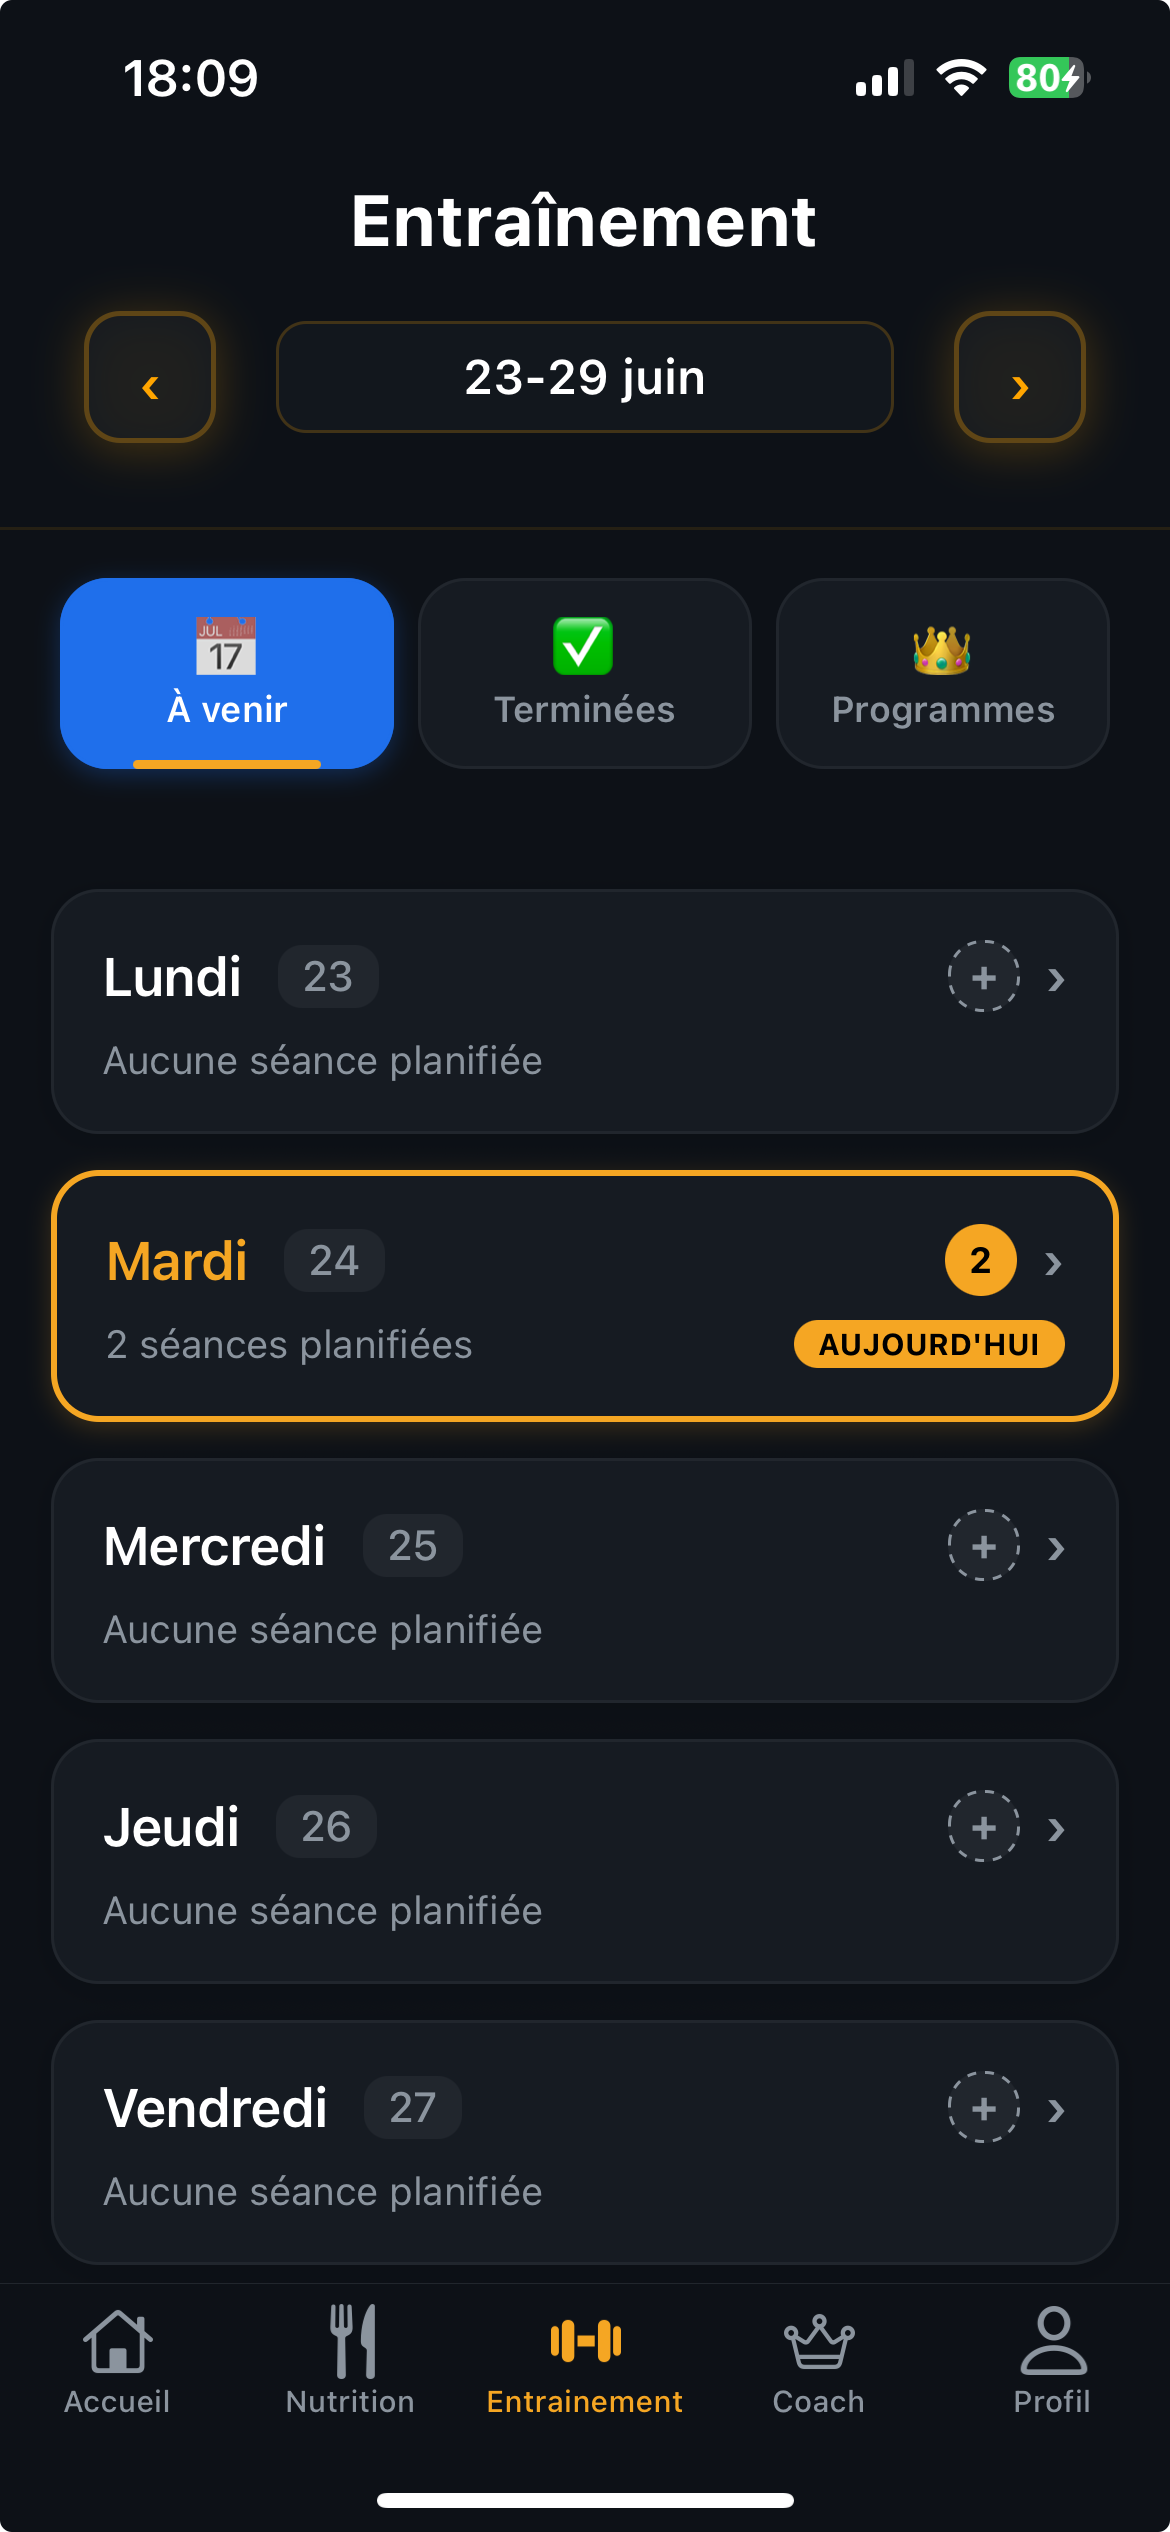 18:09
80
Entraînement
‹ 23-29 juin ›
JUL
17
À venir
Terminées
Programmes
Lundi 23 + ›
Aucune séance planifiée
Mardi 24 2 ›
2 séances planifiées AUJOURD'HUI
Mercredi 25 + ›
Aucune séance planifiée
Jeudi 26 + ›
Aucune séance planifiée
Vendredi 27 + ›
Aucune séance planifiée
Accueil Nutrition Entrainement Coach Profil